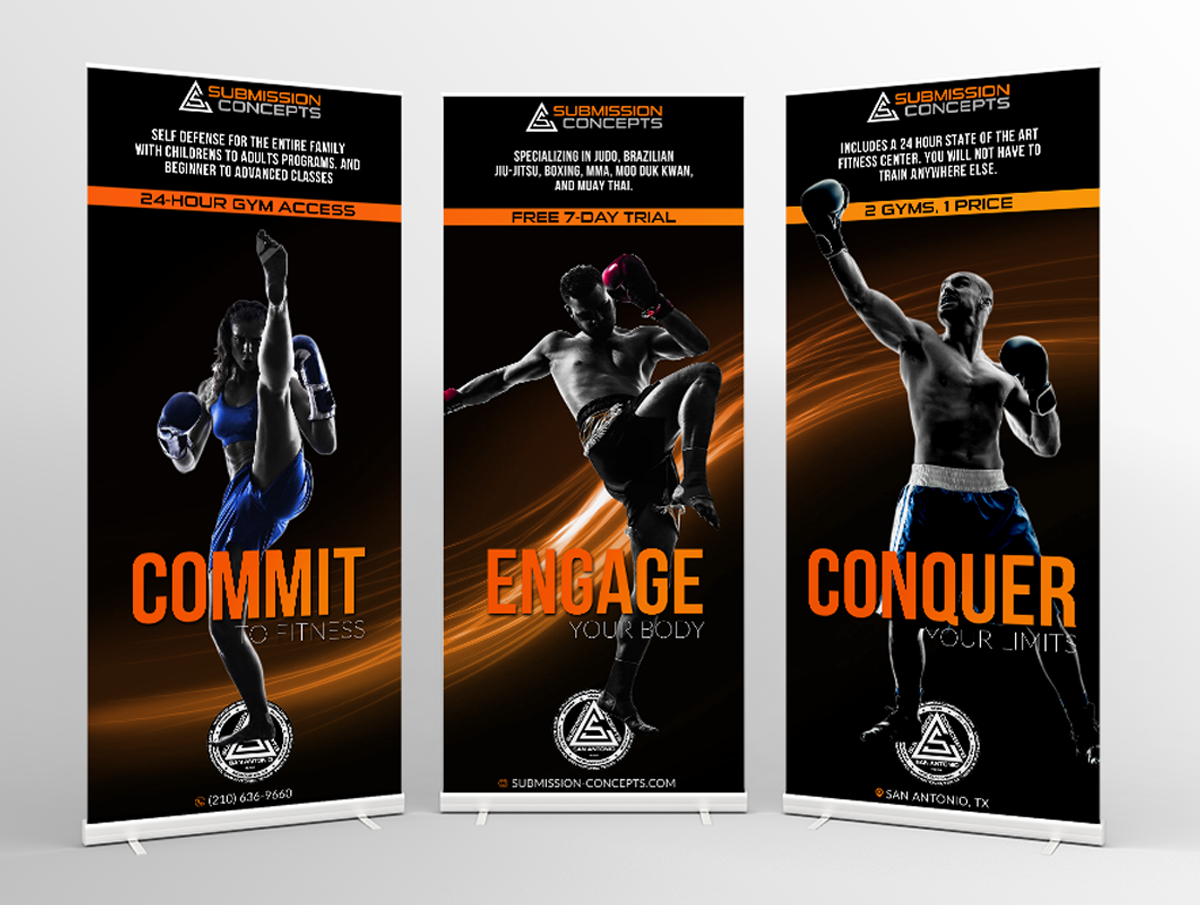 SUBMISSION
CONCEPTS
SELF DEFENSE FOR THE ENTIRE FAMILY
WITH CHILDRENS TO ADULTS PROGRAMS, AND
BEGINNER TO ADVANCED CLASSES
24-HOUR GYM ACCESS
COMMIT
TO FITNESS
SAN ANTONIO
(210) 636-9660
SUBMISSION
CONCEPTS
SPECIALIZING IN JUDO, BRAZILIAN
JIU-JITSU, BOXING, MMA, MOO DUK KWAN,
AND MUAY THAI.
FREE 7-DAY TRIAL
ENGAGE
YOUR BODY
SAN ANTONIO
SUBMISSION-CONCEPTS.COM
SUBMISSION
CONCEPTS
INCLUDES A 24 HOUR STATE OF THE ART
FITNESS CENTER. YOU WILL NOT HAVE TO
TRAIN ANYWHERE ELSE.
2 GYMS, 1 PRICE
CONQUER
YOUR LIMITS
SAN ANTONIO
SAN ANTONIO, TX